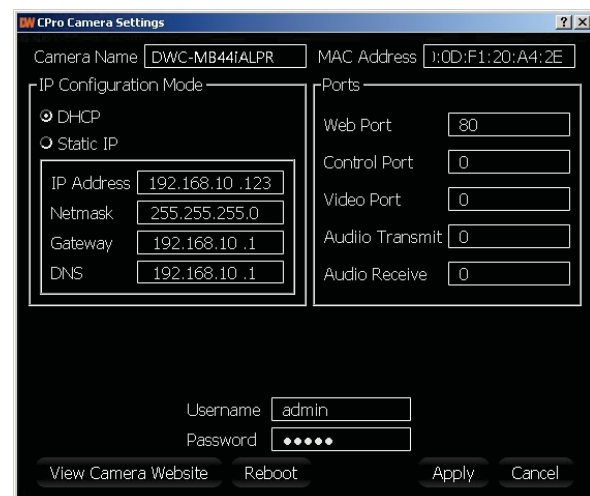 DW CPro Camera Settings ? ×
Camera Name DWC-MB44iALPR MAC Address ):0D:F1:20:A4:2E
IP Configuration Mode
DHCP
Static IP
IP Address 192.168.10 .123
Netmask 255.255.255.0
Gateway 192.168.10 .1
DNS 192.168.10 .1
Ports
Web Port 80
Control Port 0
Video Port 0
Audiio Transmit 0
Audio Receive 0
Username admin
Password •••••
View Camera Website Reboot Apply Cancel